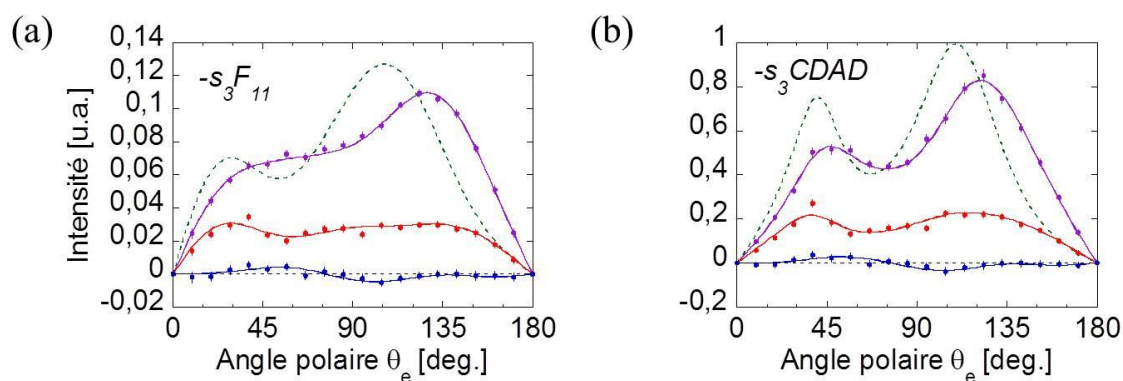 (a)
Intensité [u.a.]
0,14
0,12
0,1
0,08
0,06
0,04
0,02
0
-0,02
-s₃F₁₁
0 45 90 135 180
Angle polaire θₑ [deg.]
(b)
1
0,8
0,6
0,4
0,2
0
-0,2
-s₃CDAD
0 45 90 135 180
Angle polaire θₑ [deg.]